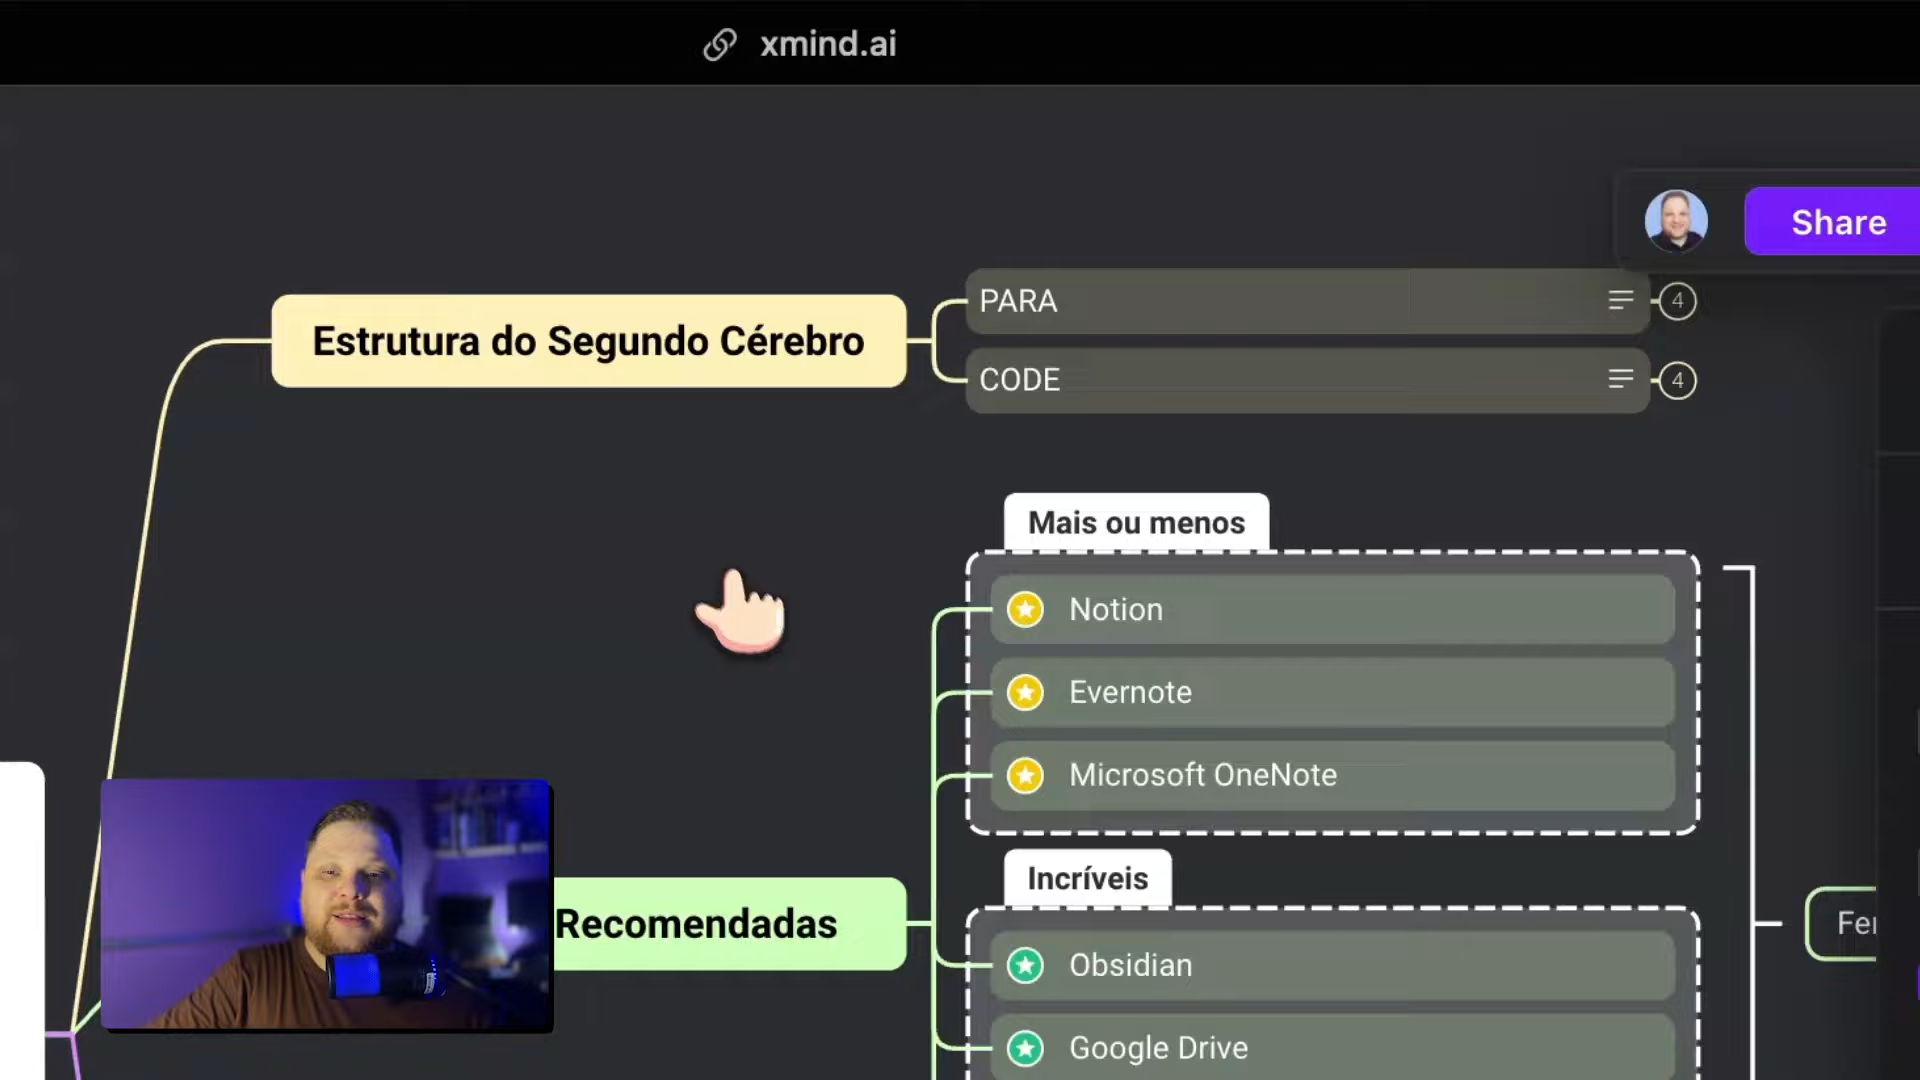 xmind.ai
Share
Estrutura do Segundo Cérebro
PARA
4
CODE
4
Mais ou menos
Notion
Evernote
Microsoft OneNote
Recomendadas
Incríveis
Obsidian
Google Drive
Fer